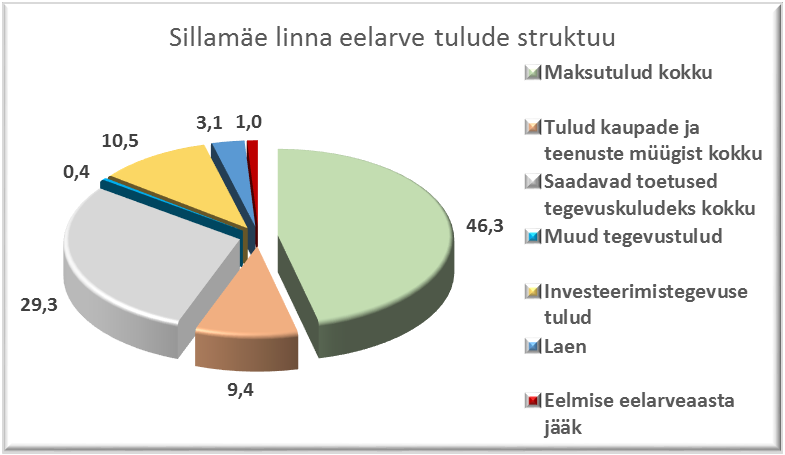 Sillamäe linna eelarve tulude struktuu
Maksutulud kokku
Tulud kaupade ja
teenuste müügist kokku
Saadavad toetused
tegevuskuludeks kokku
Muud tegevustulud
Investeerimistegevuse
tulud
Laen
Eelmise eelarveaasta
jääk
46,3
9,4
29,3
0,4
10,5
3,1
1,0